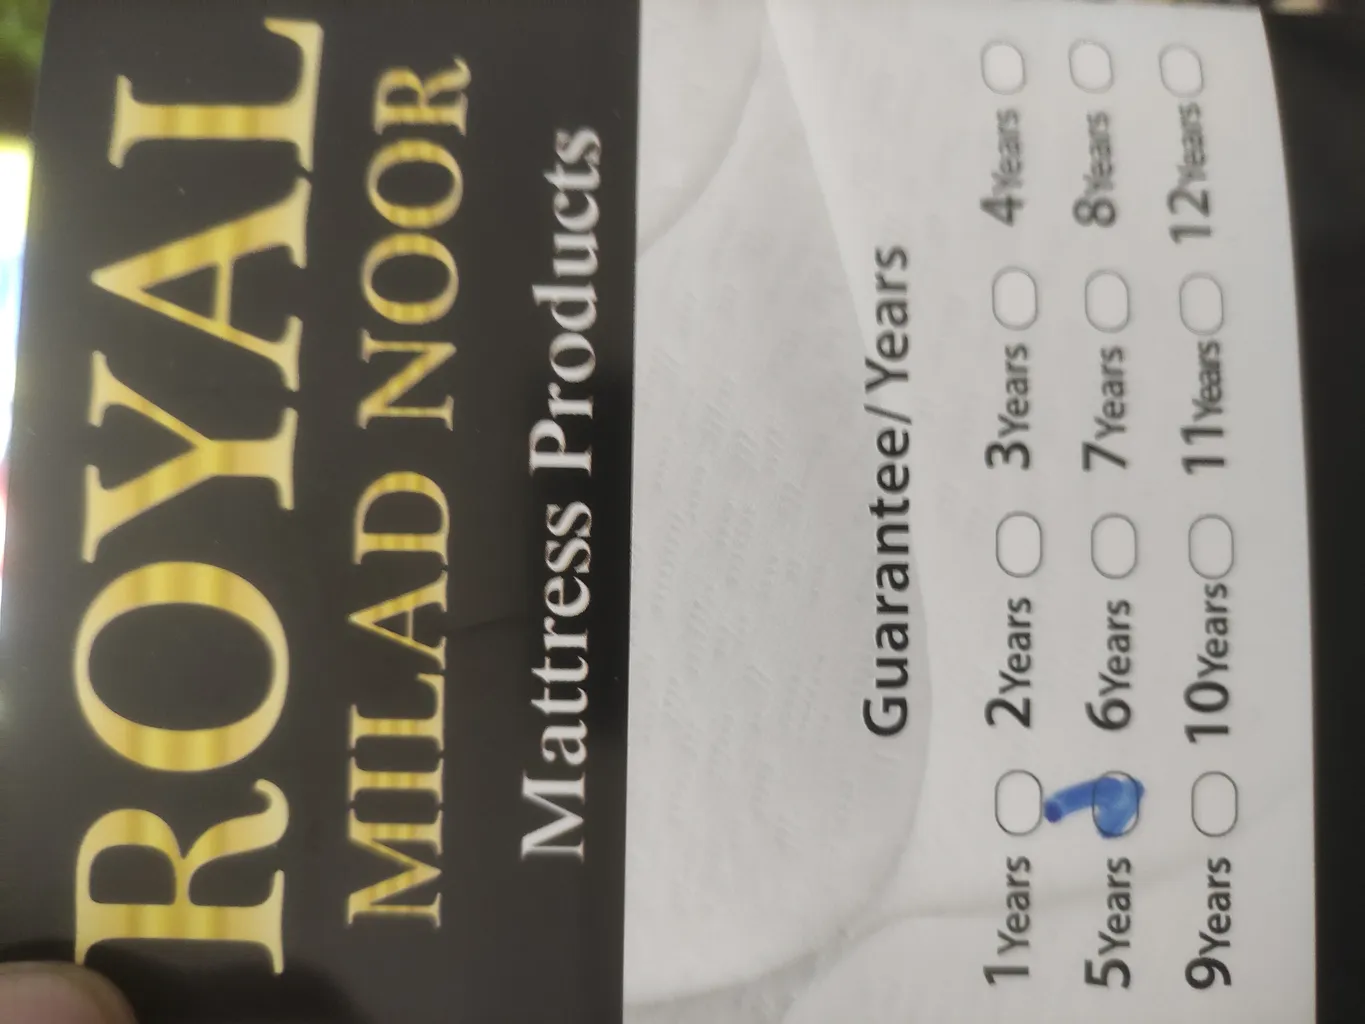 ROYAL
MILAD NOOR
Mattress Products
Guarantee/Years
1Years 2Years 3Years 4Years
5Years 6Years 7Years 8Years
9Years 10Years 11Years 12Years